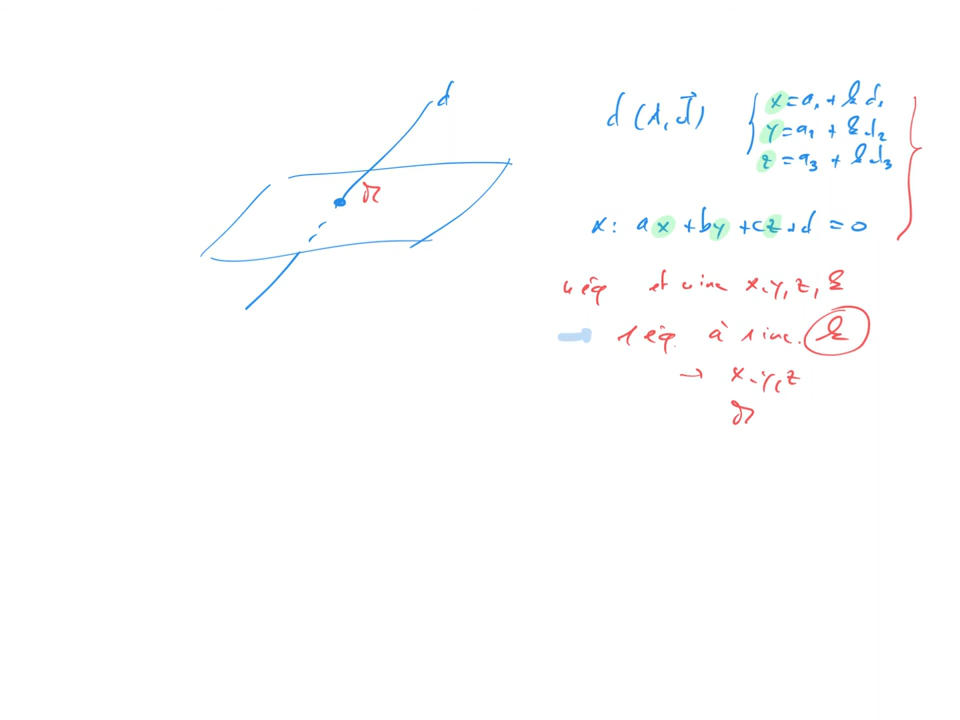 d
d (A, d⃗)
x = a₁ + k d₁
y = a₂ + k d₂
z = a₃ + k d₃
α: ax + by + cz + d = 0
4 éq et 4 inc x, y, z, k
1 éq. à 1 inc. k
→ x, y, z